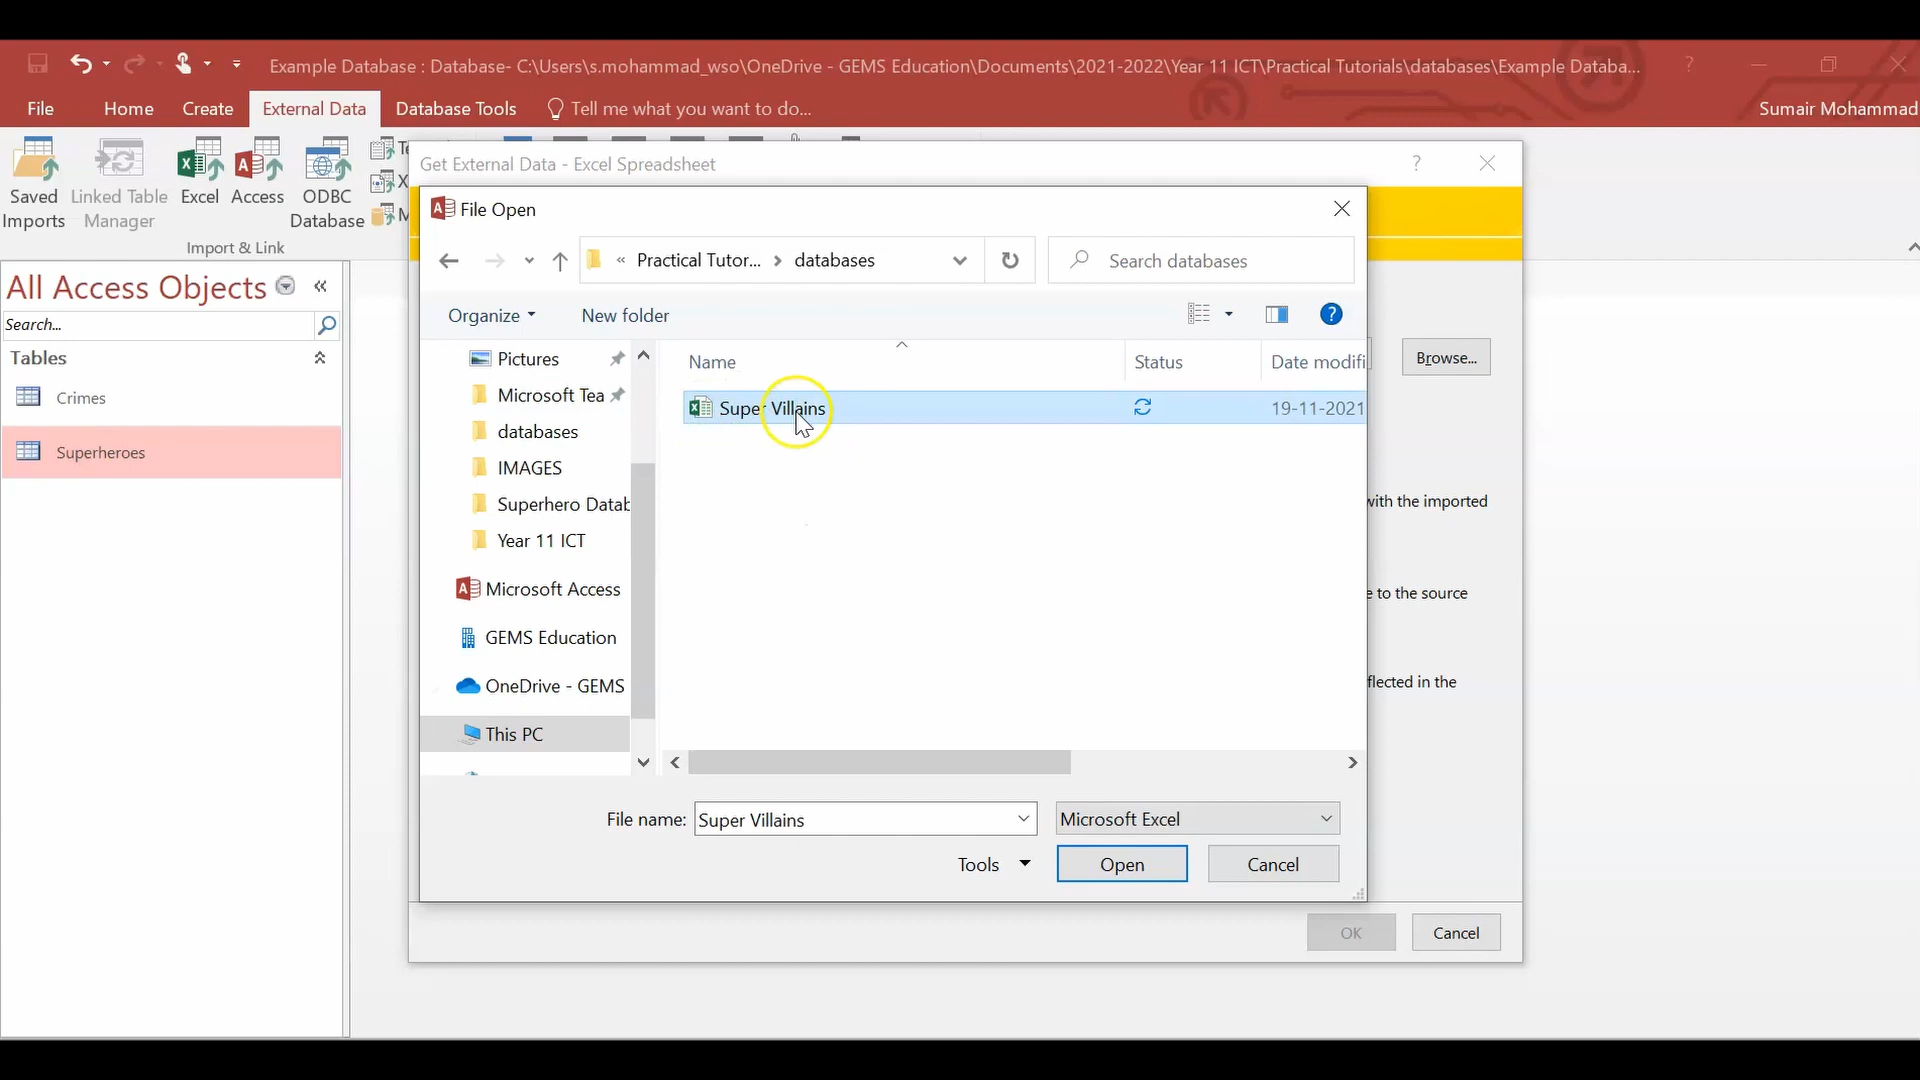 Example Database : Database- C:\Users\s.mohammad_wso\OneDrive - GEMS Education\Documents\2021-2022\Year 11 ICT\Practical Tutorials\databases\Example Databa...
?
File Home Create External Data Database Tools Tell me what you want to do... Sumair Mohammad
Saved Imports
Linked Table Manager
Excel
Access
ODBC Database
Import & Link
Get External Data - Excel Spreadsheet
?
File Open
« Practical Tutor... > databases
Search databases
Organize
New folder
?
All Access Objects «
Search...
Tables
Crimes
Superheroes
Pictures
Microsoft Tea
databases
IMAGES
Superhero Datab
Year 11 ICT
Microsoft Access
GEMS Education
OneDrive - GEMS
This PC
Name Status Date modifi
Super Villains 19-11-2021
Browse...
with the imported
e to the source
flected in the
File name: Super Villains Microsoft Excel
Tools Open Cancel
OK Cancel